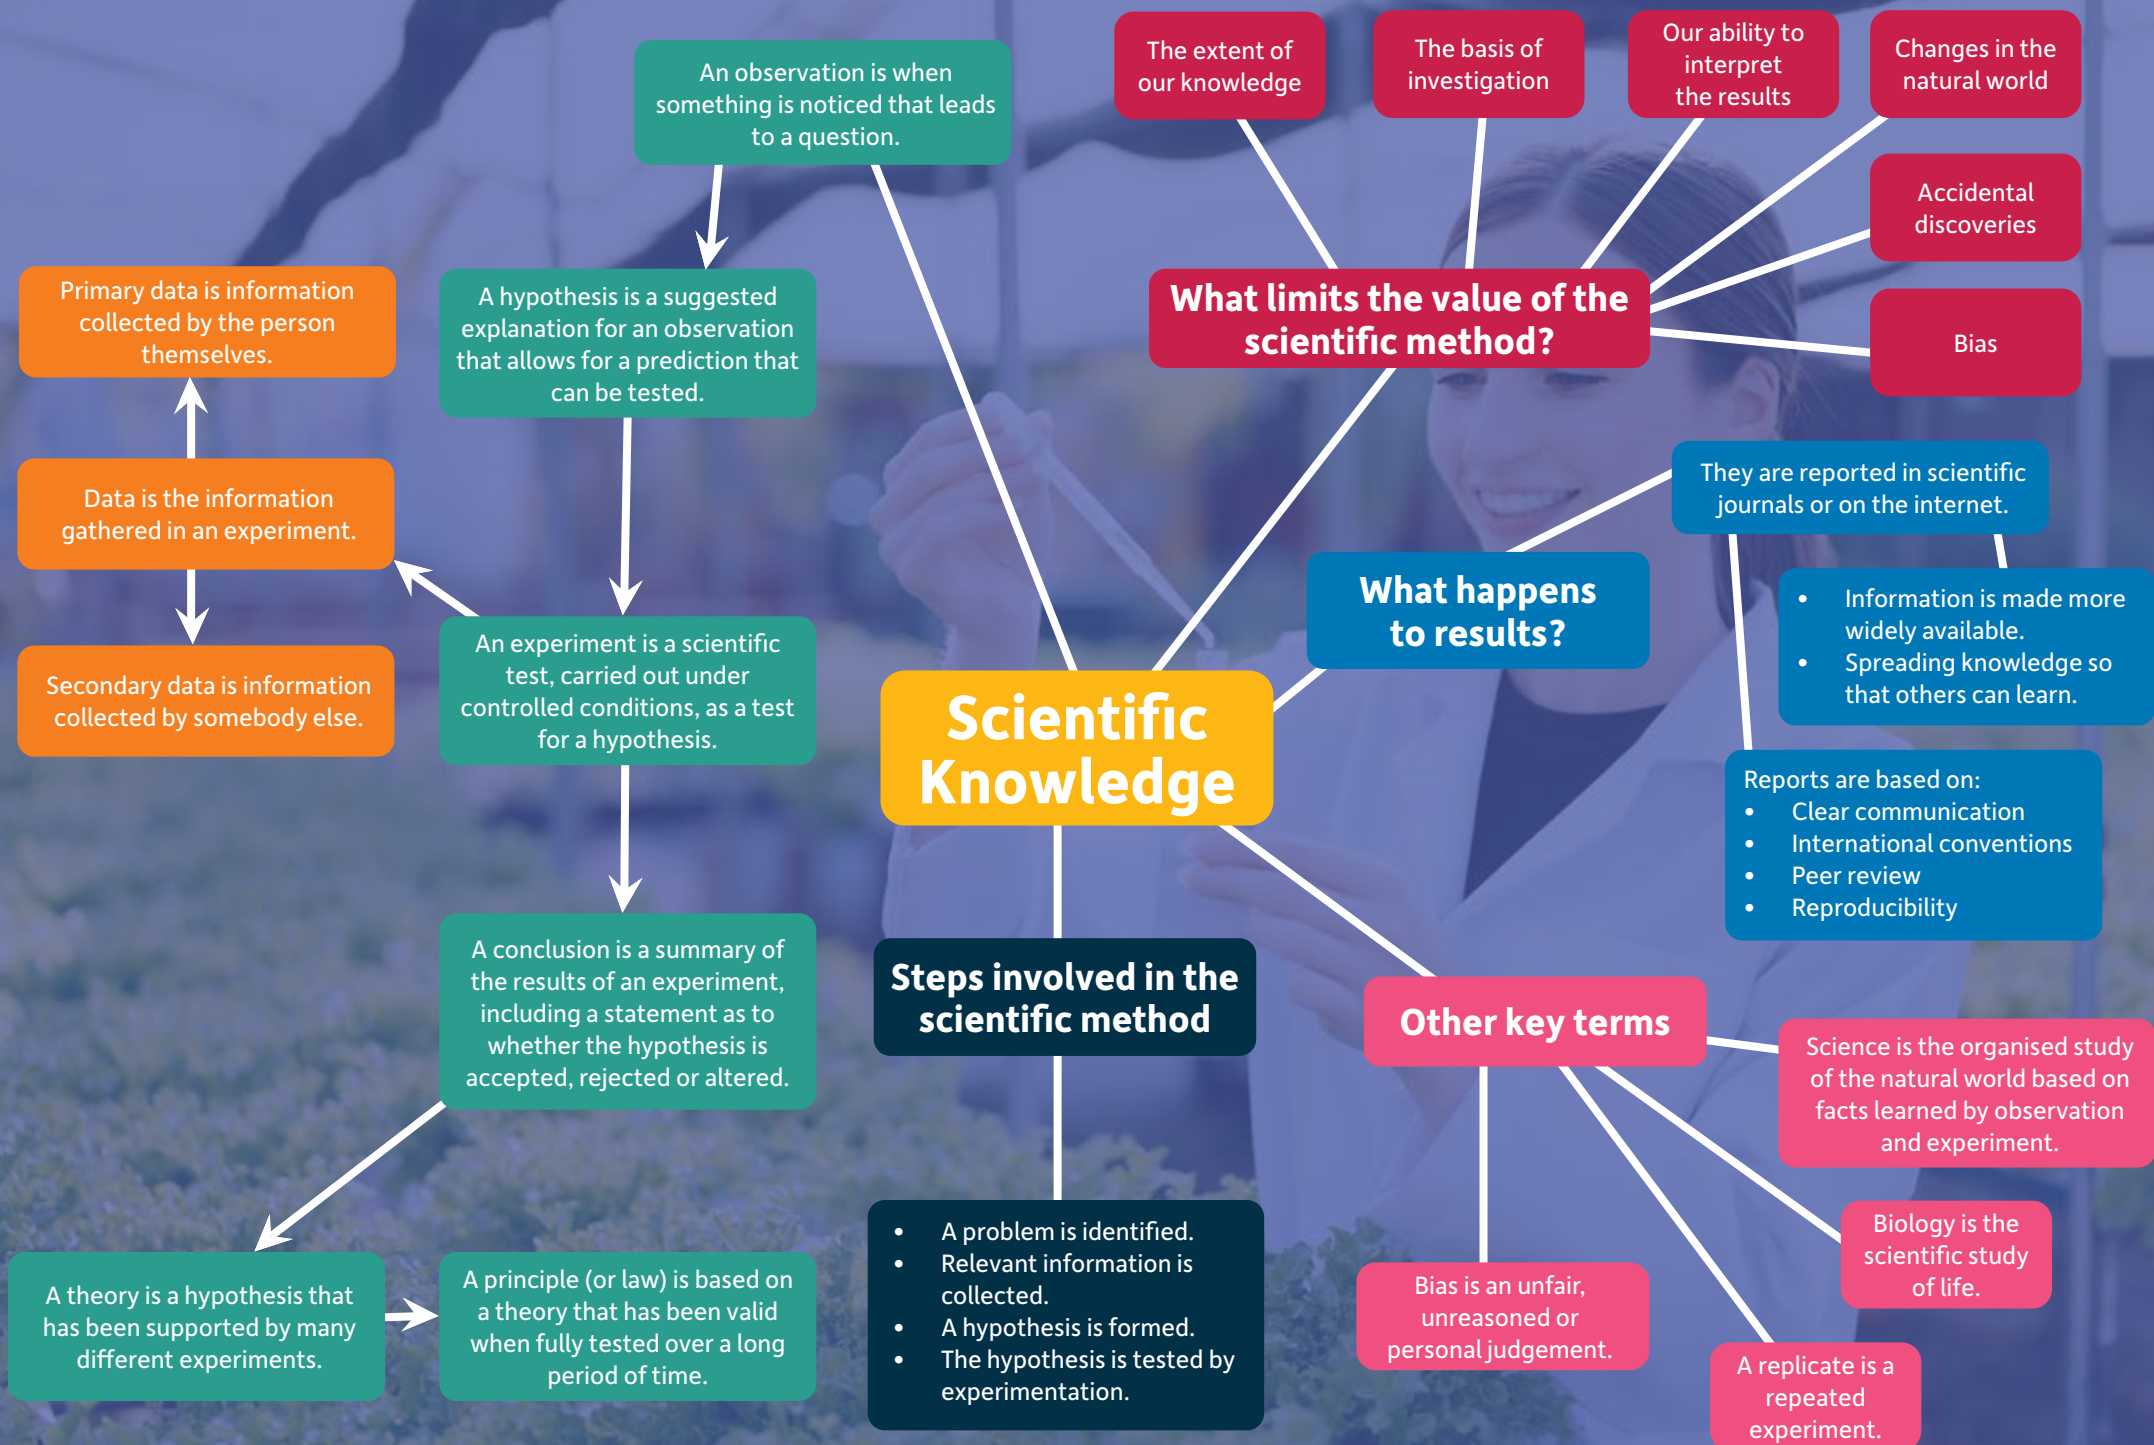 An observation is when
something is noticed that leads
to a question.
A hypothesis is a suggested
explanation for an observation
that allows for a prediction that
can be tested.
An experiment is a scientific
test, carried out under
controlled conditions, as a test
for a hypothesis.
Primary data is information
collected by the person
themselves.
Data is the information
gathered in an experiment.
Secondary data is information
collected by somebody else.
A conclusion is a summary of
the results of an experiment,
including a statement as to
whether the hypothesis is
accepted, rejected or altered.
A theory is a hypothesis that
has been supported by many
different experiments.
A principle (or law) is based on
a theory that has been valid
when fully tested over a long
period of time.
Scientific
Knowledge
Steps involved in the
scientific method
• A problem is identified.
• Relevant information is
collected.
• A hypothesis is formed.
• The hypothesis is tested by
experimentation.
The extent of
our knowledge
The basis of
investigation
Our ability to
interpret
the results
Changes in the
natural world
Accidental
discoveries
Bias
What limits the value of the
scientific method?
What happens
to results?
They are reported in scientific
journals or on the internet.
• Information is made more
widely available.
• Spreading knowledge so
that others can learn.
Reports are based on:
• Clear communication
• International conventions
• Peer review
• Reproducibility
Other key terms
Science is the organised study
of the natural world based on
facts learned by observation
and experiment.
Biology is the
scientific study
of life.
Bias is an unfair,
unreasoned or
personal judgement.
A replicate is a
repeated
experiment.